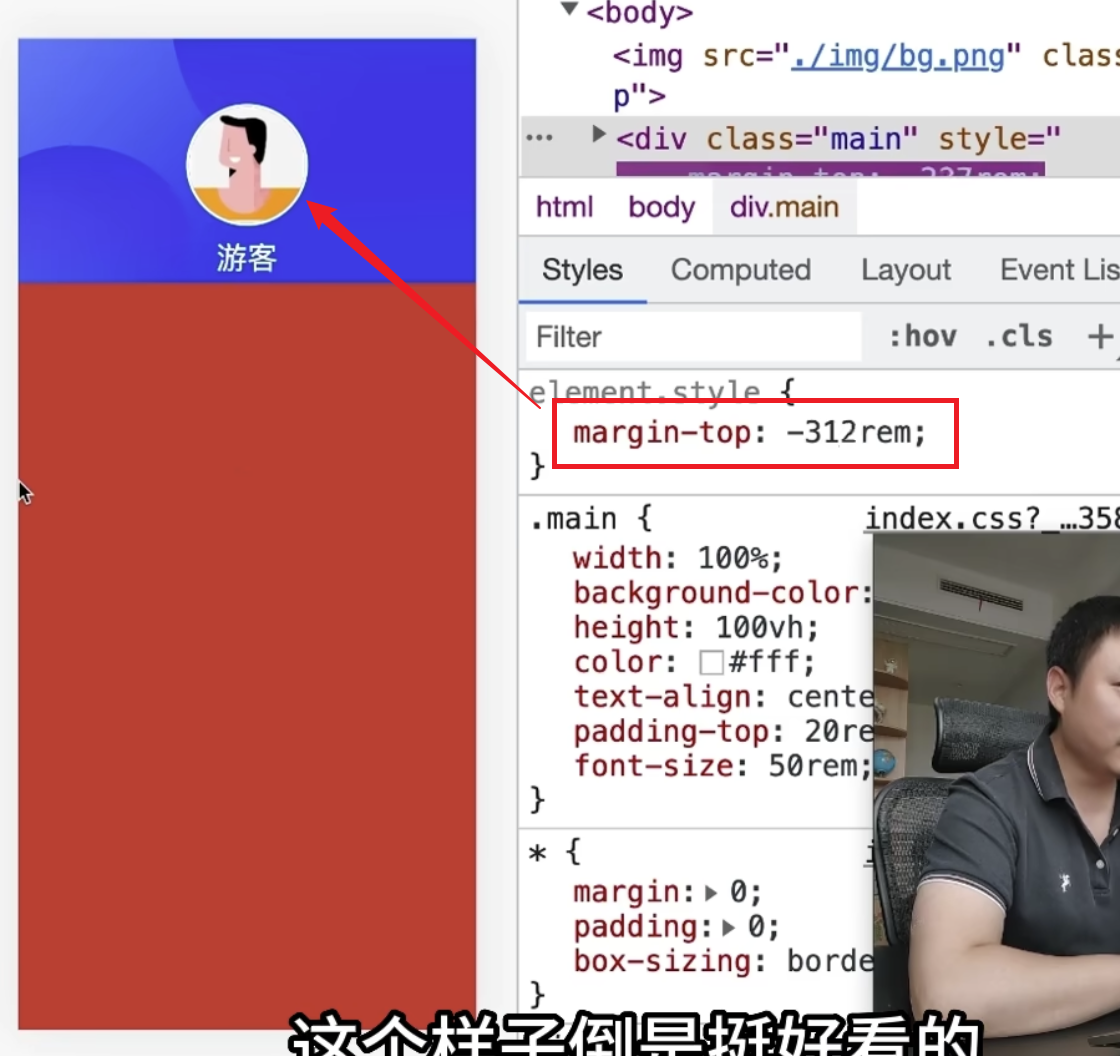 <body>
<img src="./img/bg.png" class
p">
<div class="main" style="
html body div.main
Styles Computed Layout Event Lis
Filter :hov .cls +
element.style {
margin-top: -312rem;
}
.main { index.css?_…358
width: 100%;
background-color:
height: 100vh;
color: #fff;
text-align: cente
padding-top: 20re
font-size: 50rem;
}
* {
margin: 0;
padding: 0;
box-sizing: borde
}
游客
这个样子倒是挺好看的